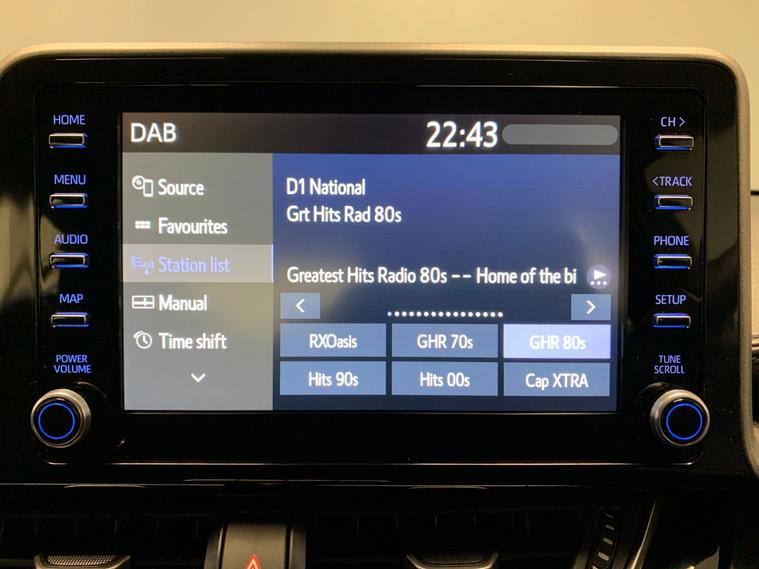 HOME
MENU
AUDIO
MAP
POWER
VOLUME
DAB
22:43
Source
Favourites
Station list
Manual
Time shift
D1 National
Grt Hits Rad 80s
Greatest Hits Radio 80s -- Home of the bi
RXOasis
GHR 70s
GHR 80s
Hits 90s
Hits 00s
Cap XTRA
CH >
<TRACK
PHONE
SETUP
TUNE
SCROLL